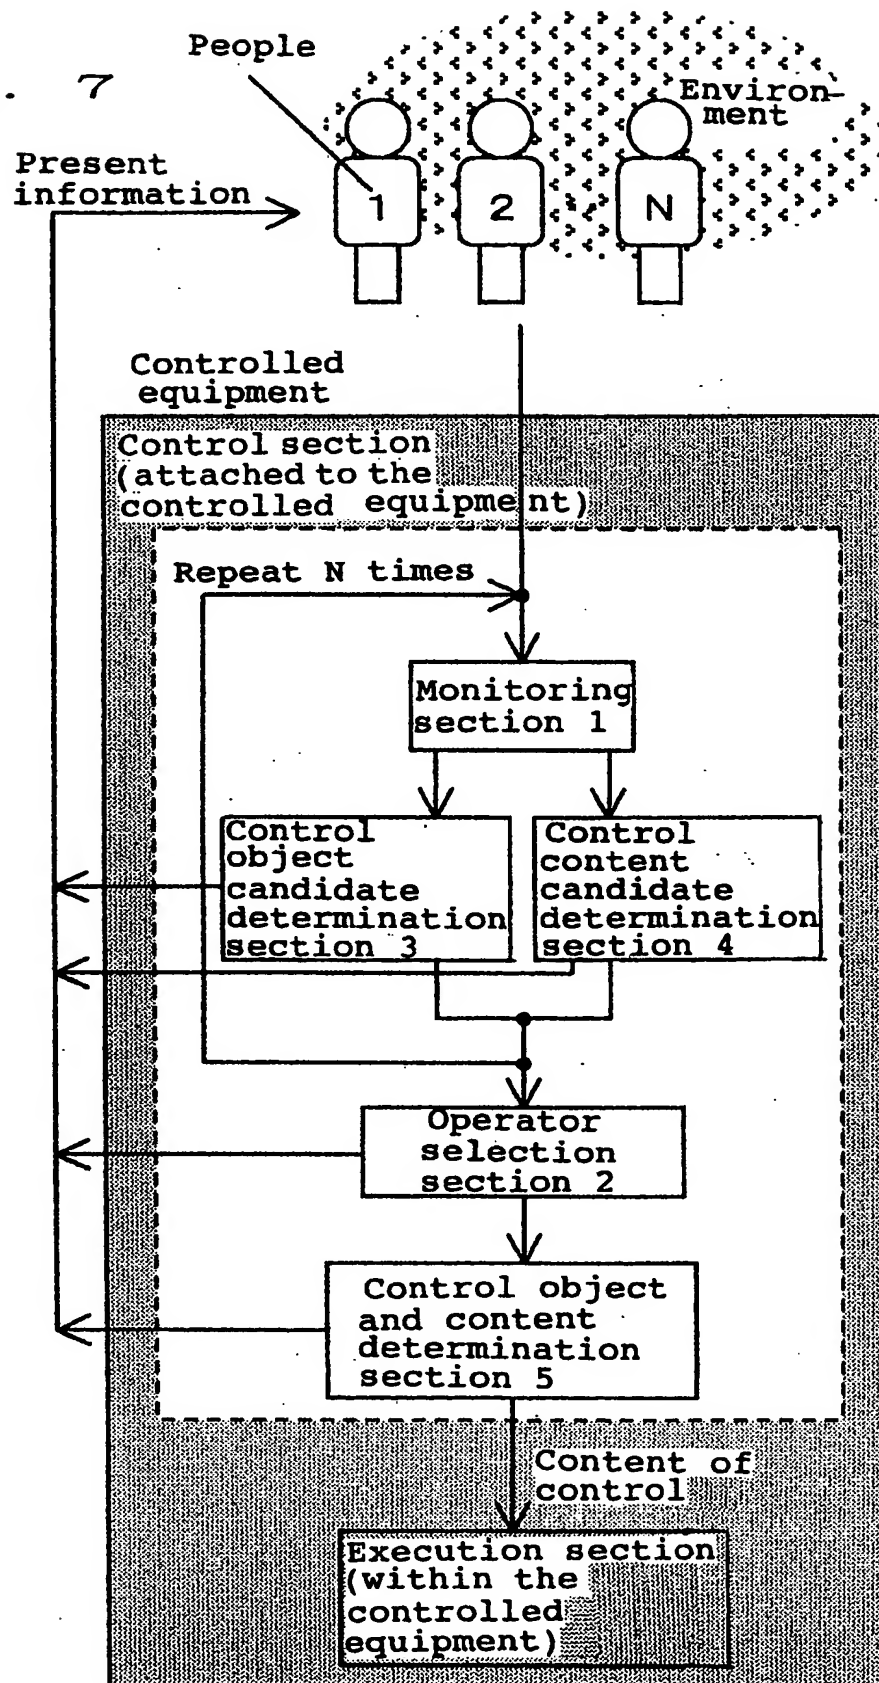 People
. 7
Environ-
ment
Present
information
1
2
N
Controlled
equipment
Control section
(attached to the
controlled equipment)
Repeat N times
Monitoring
section 1
Control
object
candidate
determination
section 3
Control
content
candidate
determination
section 4
Operator
selection
section 2
Control object
and content
determination
section 5
Content of
control
Execution section
(within the
controlled
equipment)